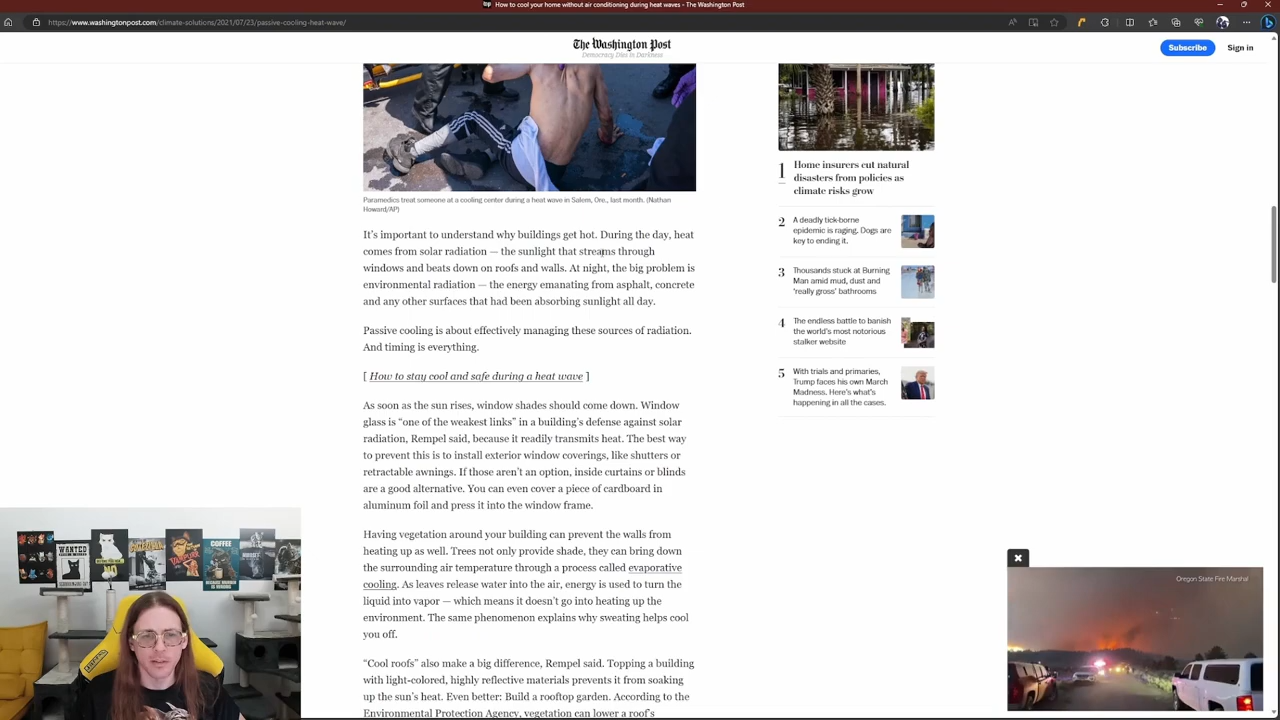 How to cool your home without air conditioning during heat waves - The Washington Post
https://www.washingtonpost.com/climate-solutions/2021/07/23/passive-cooling-heat-wave/
The Washington Post
Democracy Dies in Darkness
Subscribe
Sign in
Paramedics treat someone at a cooling center during a heat wave in Salem, Ore., last month. (Nathan
Howard/AP)
It's important to understand why buildings get hot. During the day, heat
comes from solar radiation — the sunlight that streams through
windows and beats down on roofs and walls. At night, the big problem is
environmental radiation — the energy emanating from asphalt, concrete
and any other surfaces that had been absorbing sunlight all day.
Passive cooling is about effectively managing these sources of radiation.
And timing is everything.
[ How to stay cool and safe during a heat wave ]
As soon as the sun rises, window shades should come down. Window
glass is “one of the weakest links” in a building's defense against solar
radiation, Rempel said, because it readily transmits heat. The best way
to prevent this is to install exterior window coverings, like shutters or
retractable awnings. If those aren't an option, inside curtains or blinds
are a good alternative. You can even cover a piece of cardboard in
aluminum foil and press it into the window frame.
Having vegetation around your building can prevent the walls from
heating up as well. Trees not only provide shade, they can bring down
the surrounding air temperature through a process called evaporative
cooling. As leaves release water into the air, energy is used to turn the
liquid into vapor — which means it doesn't go into heating up the
environment. The same phenomenon explains why sweating helps cool
you off.
“Cool roofs” also make a big difference, Rempel said. Topping a building
with light-colored, highly reflective materials prevents it from soaking
up the sun's heat. Even better: Build a rooftop garden. According to the
Environmental Protection Agency, vegetation can lower a roof's
1
Home insurers cut natural
disasters from policies as
climate risks grow
2
A deadly tick-borne
epidemic is raging. Dogs are
key to ending it.
3
Thousands stuck at Burning
Man amid mud, dust and
‘really gross’ bathrooms
4
The endless battle to banish
the world's most notorious
stalker website
5
With trials and primaries,
Trump faces his own March
Madness. Here's what's
happening in all the cases.
Oregon State Fire Marshal
WANTED
COFFEE